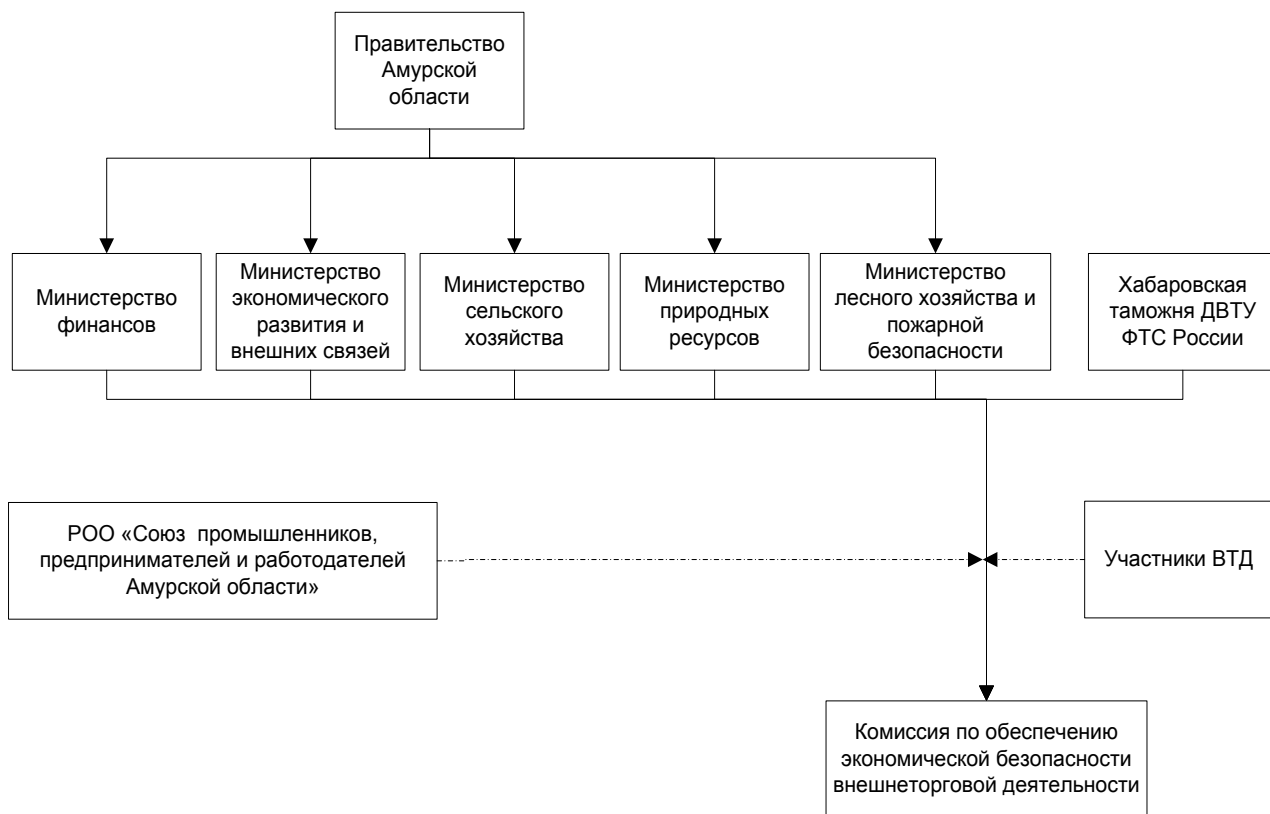 Правительство
Амурской
области
Министерство
финансов
Министерство
экономического
развития и
внешних связей
Министерство
сельского
хозяйства
Министерство
природных
ресурсов
Министерство
лесного хозяйства и
пожарной
безопасности
Хабаровская
таможня ДВТУ
ФТС России
РОО «Союз промышленников,
предпринимателей и работодателей
Амурской области»
Участники ВТД
Комиссия по обеспечению
экономической безопасности
внешнеторговой деятельности